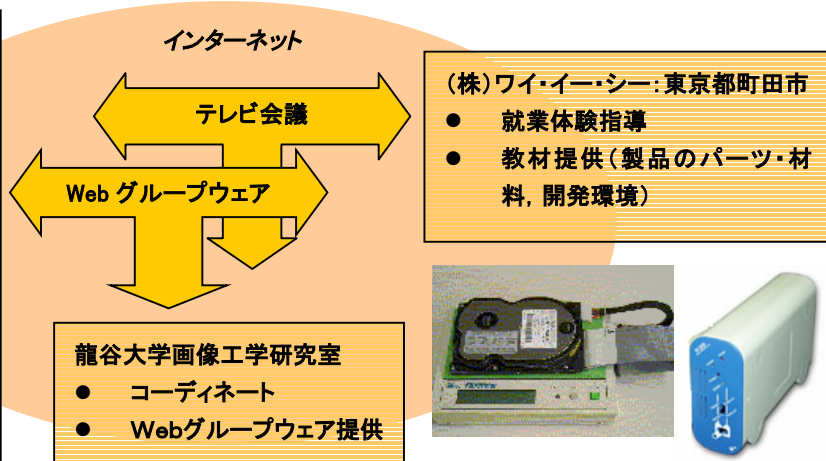 インターネット
テレビ会議
Web グループウェア
(株)ワイ・イー・シー:東京都町田市
● 就業体験指導
● 教材提供(製品のパーツ・材
料,開発環境)
龍谷大学画像工学研究室
● コーディネート
● Webグループウェア提供